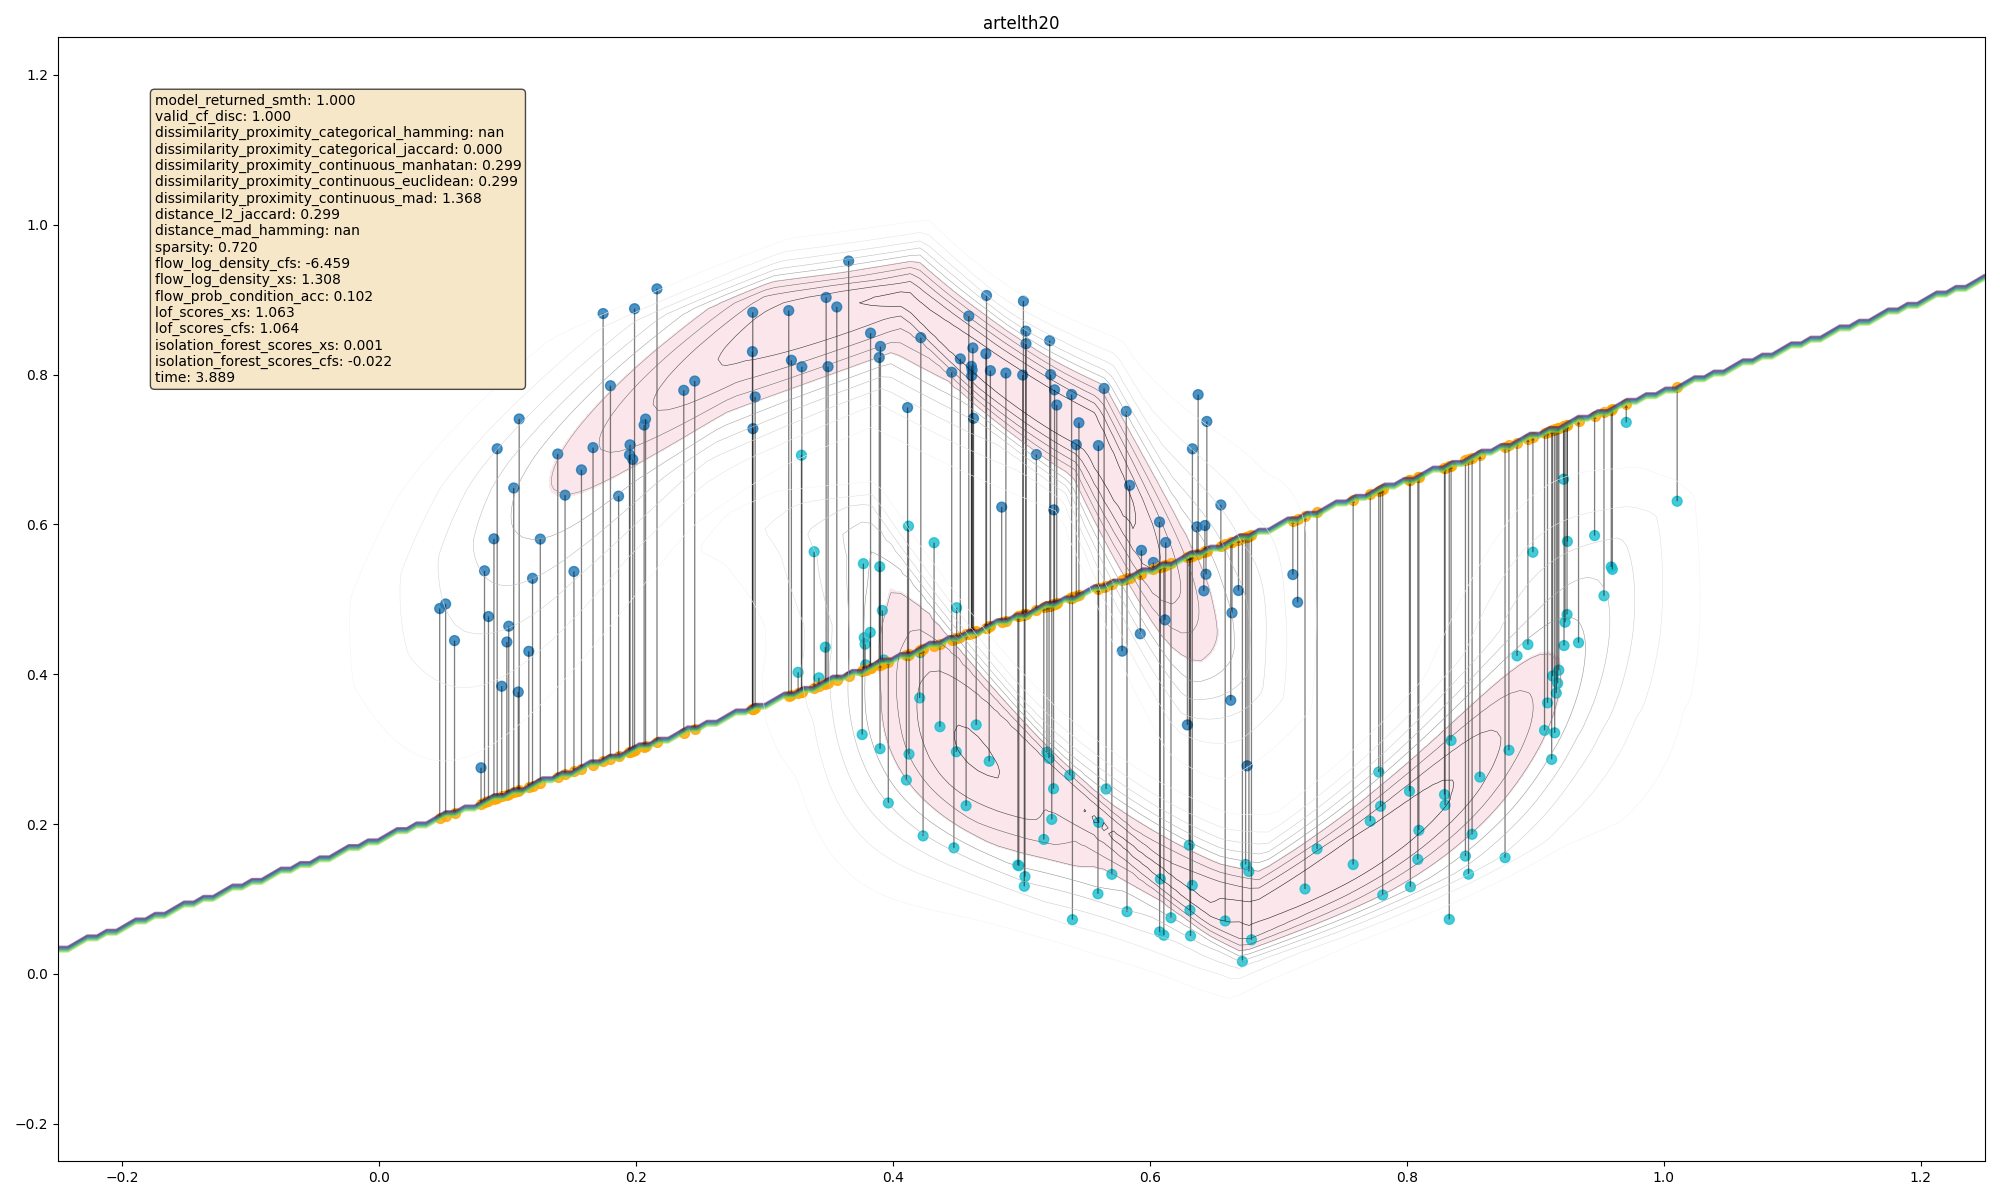 artelth20
1.2
1.0
0.8
0.6
0.4
0.2
0.0
−0.2
model_returned_smth: 1.000
valid_cf_disc: 1.000
dissimilarity_proximity_categorical_hamming: nan
dissimilarity_proximity_categorical_jaccard: 0.000
dissimilarity_proximity_continuous_manhatan: 0.299
dissimilarity_proximity_continuous_euclidean: 0.299
dissimilarity_proximity_continuous_mad: 1.368
distance_l2_jaccard: 0.299
distance_mad_hamming: nan
sparsity: 0.720
flow_log_density_cfs: -6.459
flow_log_density_xs: 1.308
flow_prob_condition_acc: 0.102
lof_scores_xs: 1.063
lof_scores_cfs: 1.064
isolation_forest_scores_xs: 0.001
isolation_forest_scores_cfs: -0.022
time: 3.889
−0.2 0.0 0.2 0.4 0.6 0.8 1.0 1.2